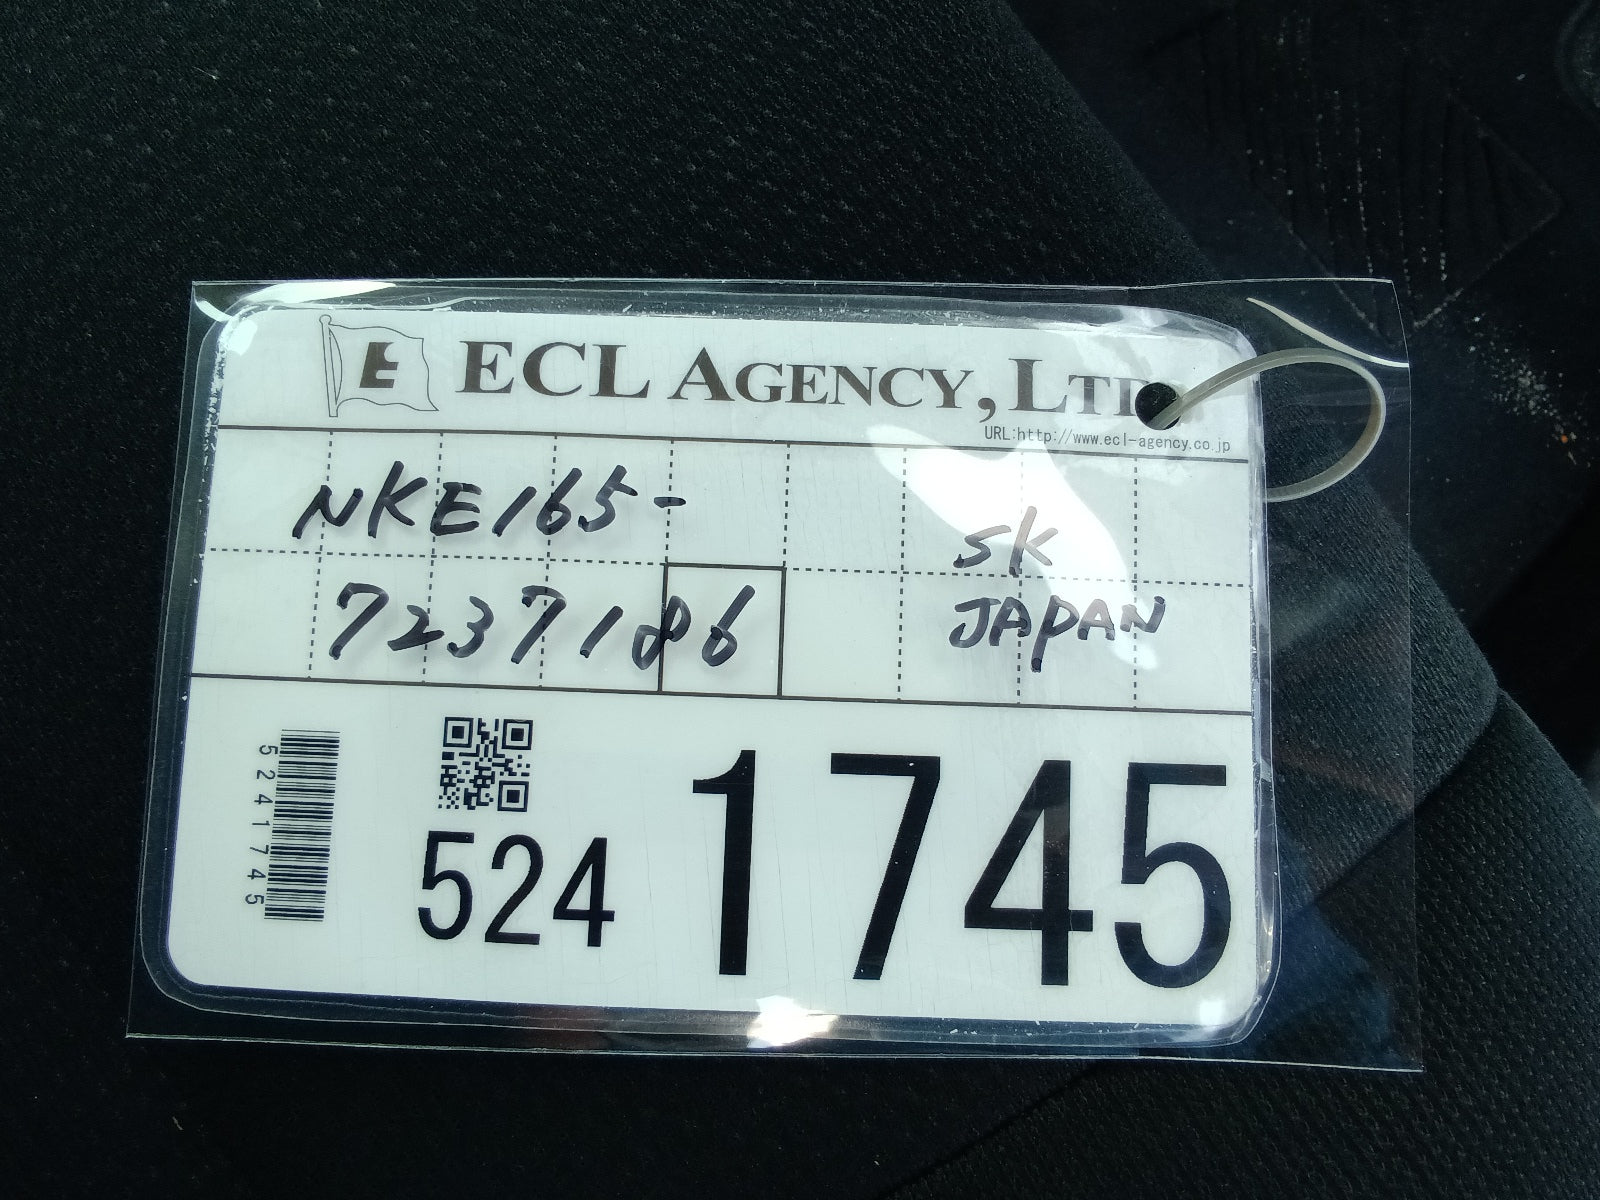 E ECL AGENCY, LTD.
URL:http://www.ecl-agency.co.jp
NKE165-
7237186
SK
JAPAN
5241745
524 1745